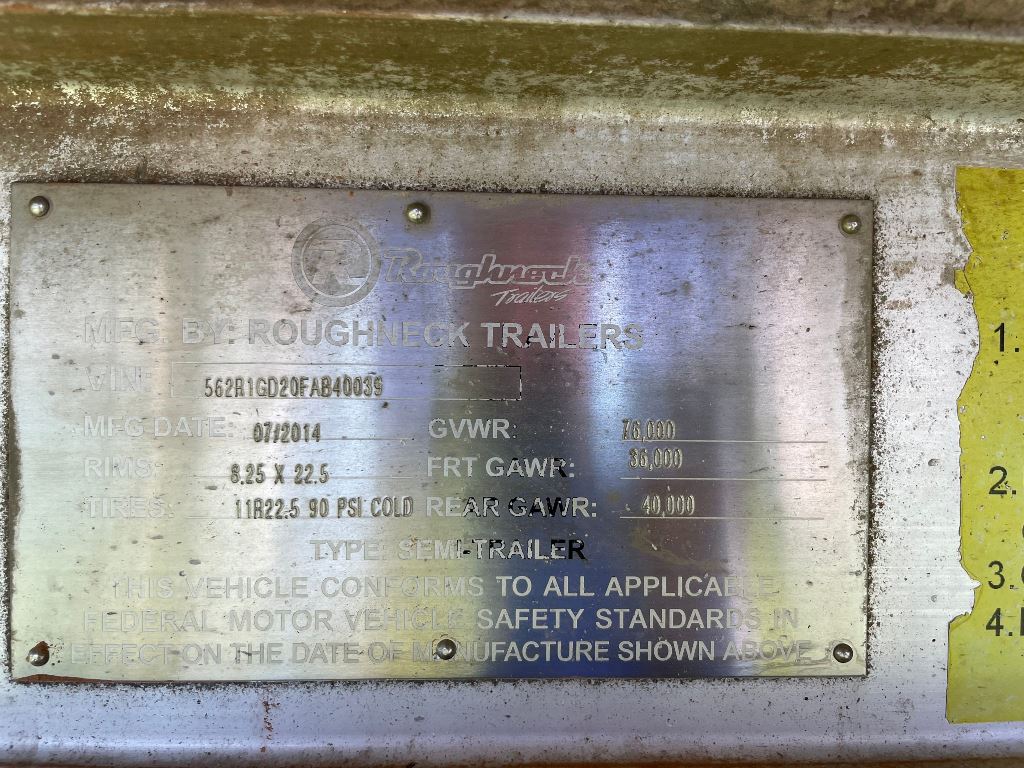 R Roughneck
Trailers
MFG. BY: ROUGHNECK TRAILERS
VIN: 562R1GD20FAB40039
MFG DATE: 07/2014 GVWR: 76,000
RIMS: 8.25 X 22.5 FRT GAWR: 36,000
TIRES: 11R22.5 90 PSI COLD REAR GAWR: 40,000
TYPE: SEMI-TRAILER
THIS VEHICLE CONFORMS TO ALL APPLICABLE
FEDERAL MOTOR VEHICLE SAFETY STANDARDS IN
EFFECT ON THE DATE OF MANUFACTURE SHOWN ABOVE
1.
2.
3.
4.